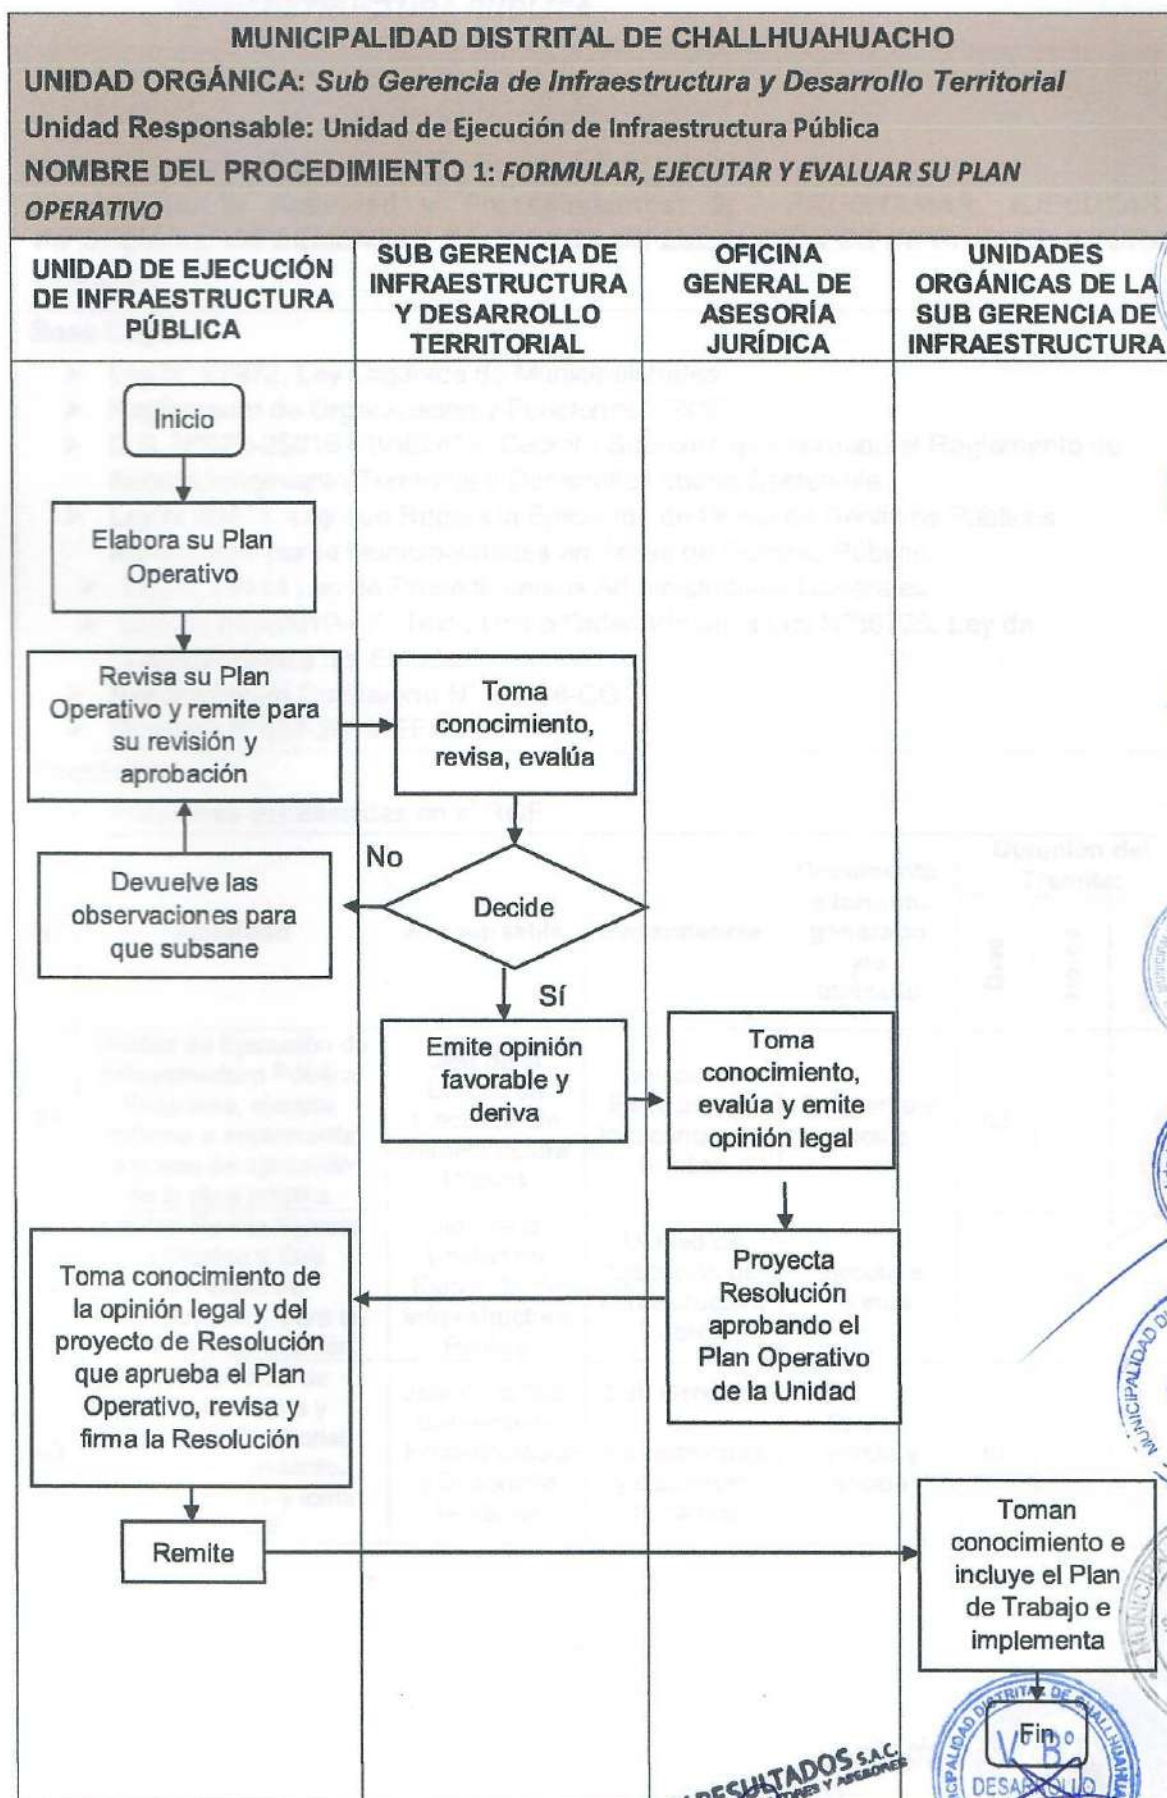 MUNICIPALIDAD DISTRITAL DE CHALLHUAHUACHO
UNIDAD ORGÁNICA: Sub Gerencia de Infraestructura y Desarrollo Territorial
Unidad Responsable: Unidad de Ejecución de Infraestructura Pública
NOMBRE DEL PROCEDIMIENTO 1: FORMULAR, EJECUTAR Y EVALUAR SU PLAN
OPERATIVO
UNIDAD DE EJECUCIÓN
DE INFRAESTRUCTURA
PÚBLICA
SUB GERENCIA DE
INFRAESTRUCTURA
Y DESARROLLO
TERRITORIAL
OFICINA
GENERAL DE
ASESORÍA
JURÍDICA
UNIDADES
ORGÁNICAS DE LA
SUB GERENCIA DE
INFRAESTRUCTURA
Inicio
Elabora su Plan
Operativo
Revisa su Plan
Operativo y remite para
su revisión y
aprobación
Toma
conocimiento,
revisa, evalúa
No
Devuelve las
observaciones para
que subsane
Decide
Sí
Emite opinión
favorable y
deriva
Toma
conocimiento,
evalúa y emite
opinión legal
Proyecta
Resolución
aprobando el
Plan Operativo
de la Unidad
Toma conocimiento de
la opinión legal y del
proyecto de Resolución
que aprueba el Plan
Operativo, revisa y
firma la Resolución
Remite
Toman
conocimiento e
incluye el Plan
de Trabajo e
implementa
Fin
V° B°
DESARROLLO
RESULTADOS S.A.C.
Y ASESORES
MUNICIPALIDAD DE
DISTRITAL DE